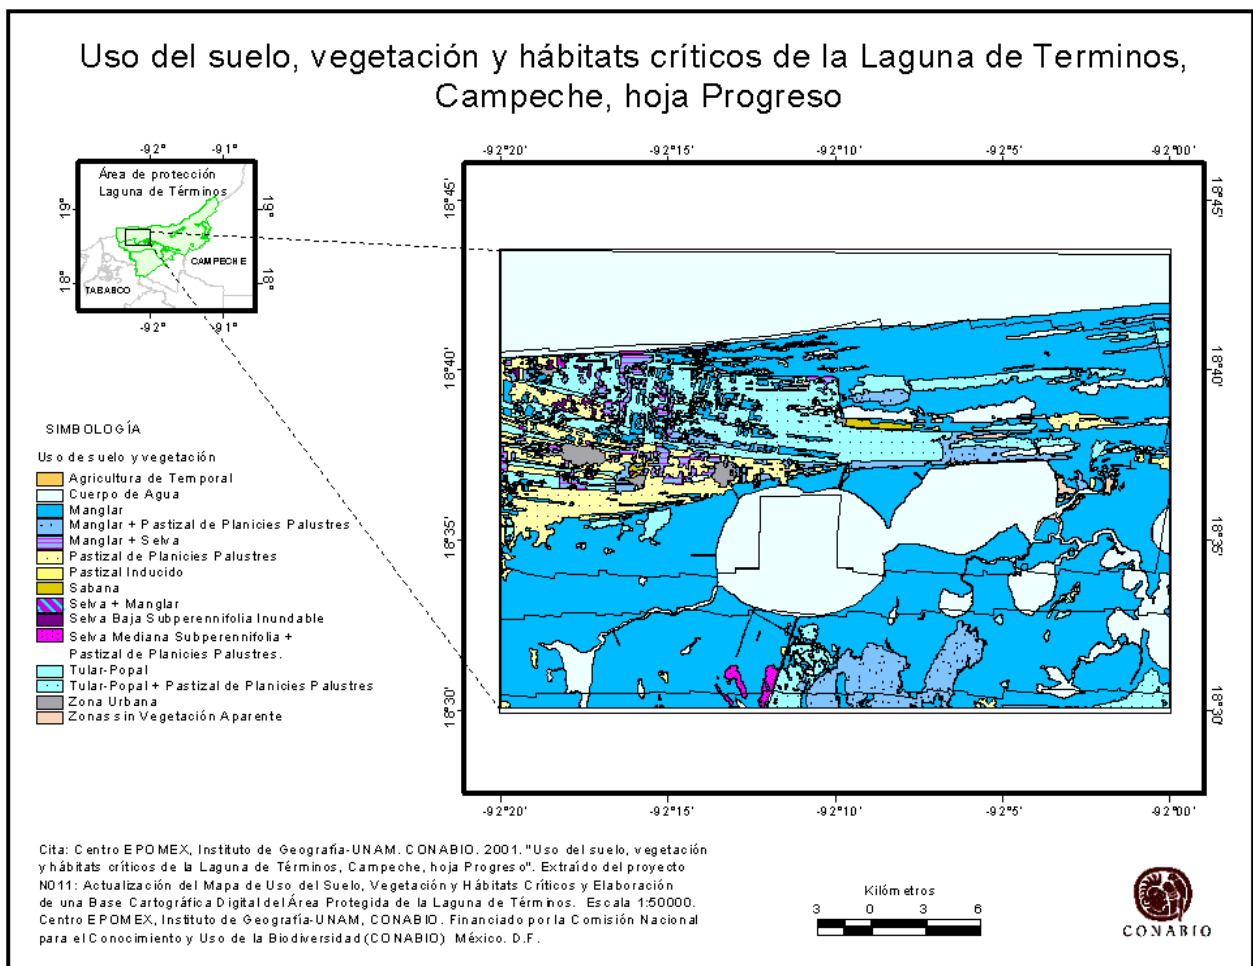 Uso del suelo, vegetación y hábitats críticos de la Laguna de Terminos,
Campeche, hoja Progreso
-92° -91°
Área de protección
Laguna de Términos
19° 19°
CAMPECHE
18° 18°
TABASCO
-92° -91°
-92°20' -92°15' -92°10' -92°5' -92°00'
18°45' 18°45'
18°40' 18°40'
18°35' 18°35'
18°30' 18°30'
-92°20' -92°15' -92°10' -92°5' -92°00'
SIMBOLOGÍA
Uso de suelo y vegetación
Agricultura de Temporal
Cuerpo de Agua
Manglar
Manglar + Pastizal de Planicies Palustres
Manglar + Selva
Pastizal de Planicies Palustres
Pastizal Inducido
Sabana
Selva + Manglar
Selva Baja Subperennifolia Inundable
Selva Mediana Subperennifolia +
Pastizal de Planicies Palustres.
Tular-Popal
Tular-Popal + Pastizal de Planicies Palustres
Zona Urbana
Zonas sin Vegetación Aparente
Cita: Centro EPOMEX, Instituto de Geografía-UNAM. CONABIO. 2001. "Uso del suelo, vegetación
y hábitats críticos de la Laguna de Términos, Campeche, hoja Progreso". Extraído del proyecto
N011: Actualización del Mapa de Uso del Suelo, Vegetación y Hábitats Críticos y Elaboración
de una Base Cartográfica Digital del Área Protegida de la Laguna de Términos. Escala 1:50000.
Centro EPOMEX, Instituto de Geografía-UNAM, CONABIO. Financiado por la Comisión Nacional
para el Conocimiento y Uso de la Biodiversidad (CONABIO) México. D.F.
Kilómetros
3 0 3 6
CONABIO